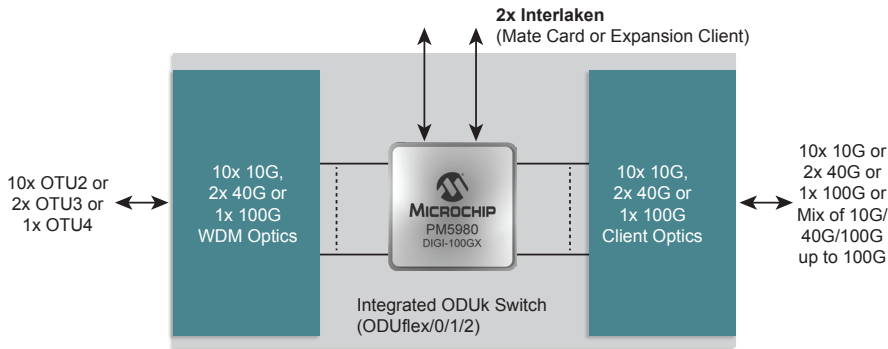 2x Interlaken
(Mate Card or Expansion Client)
10x OTU2 or
2x OTU3 or
1x OTU4
10x 10G,
2x 40G or
1x 100G
WDM Optics
MICROCHIP
PM5980
DIGI-100GX
Integrated ODUk Switch
(ODUflex/0/1/2)
10x 10G,
2x 40G or
1x 100G
Client Optics
10x 10G or
2x 40G or
1x 100G or
Mix of 10G/
40G/100G
up to 100G